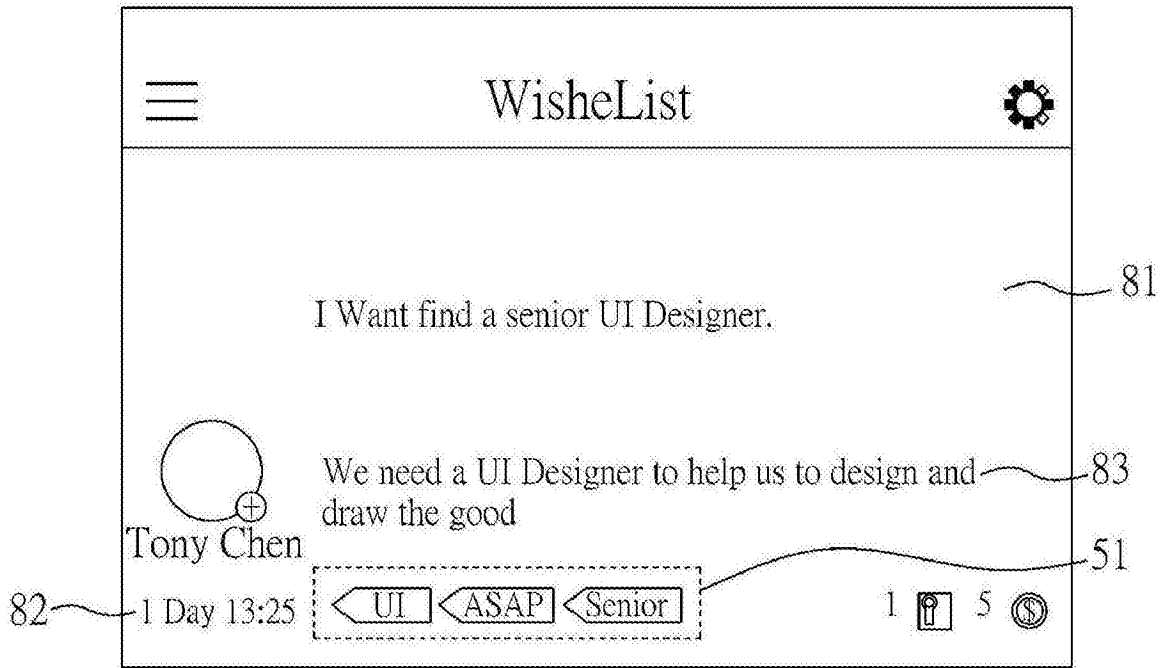 WisheList
81
I Want find a senior UI Designer.
We need a UI Designer to help us to design and
83
draw the good
Tony Chen
51
82
1 Day 13:25
UI
ASAP
Senior
1
5
$